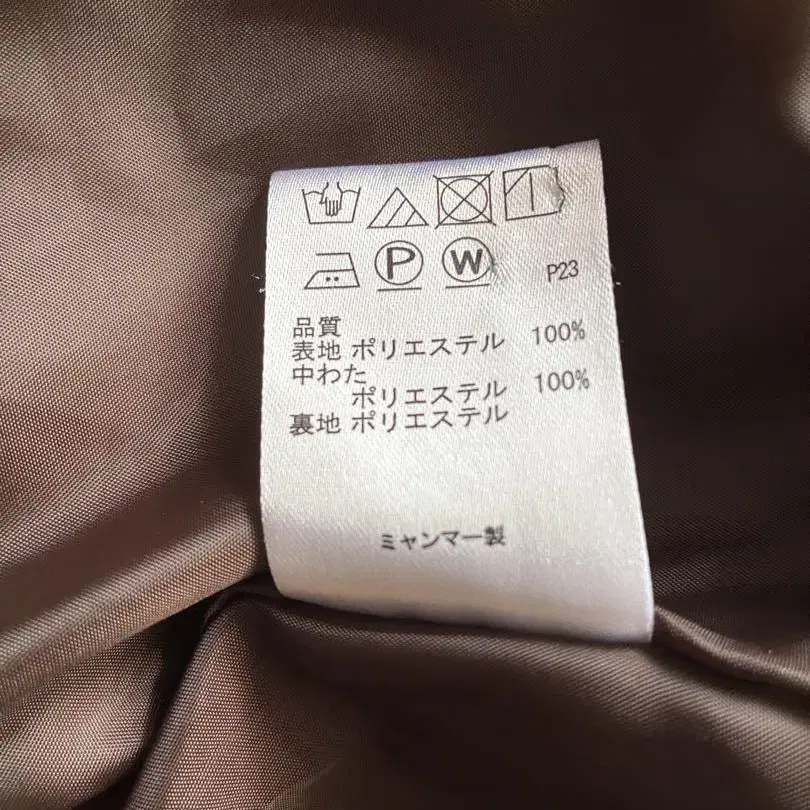 P
W
P23
品質
表地 ポリエステル 100%
中わた
ポリエステル 100%
裏地 ポリエステル
ミャンマー製